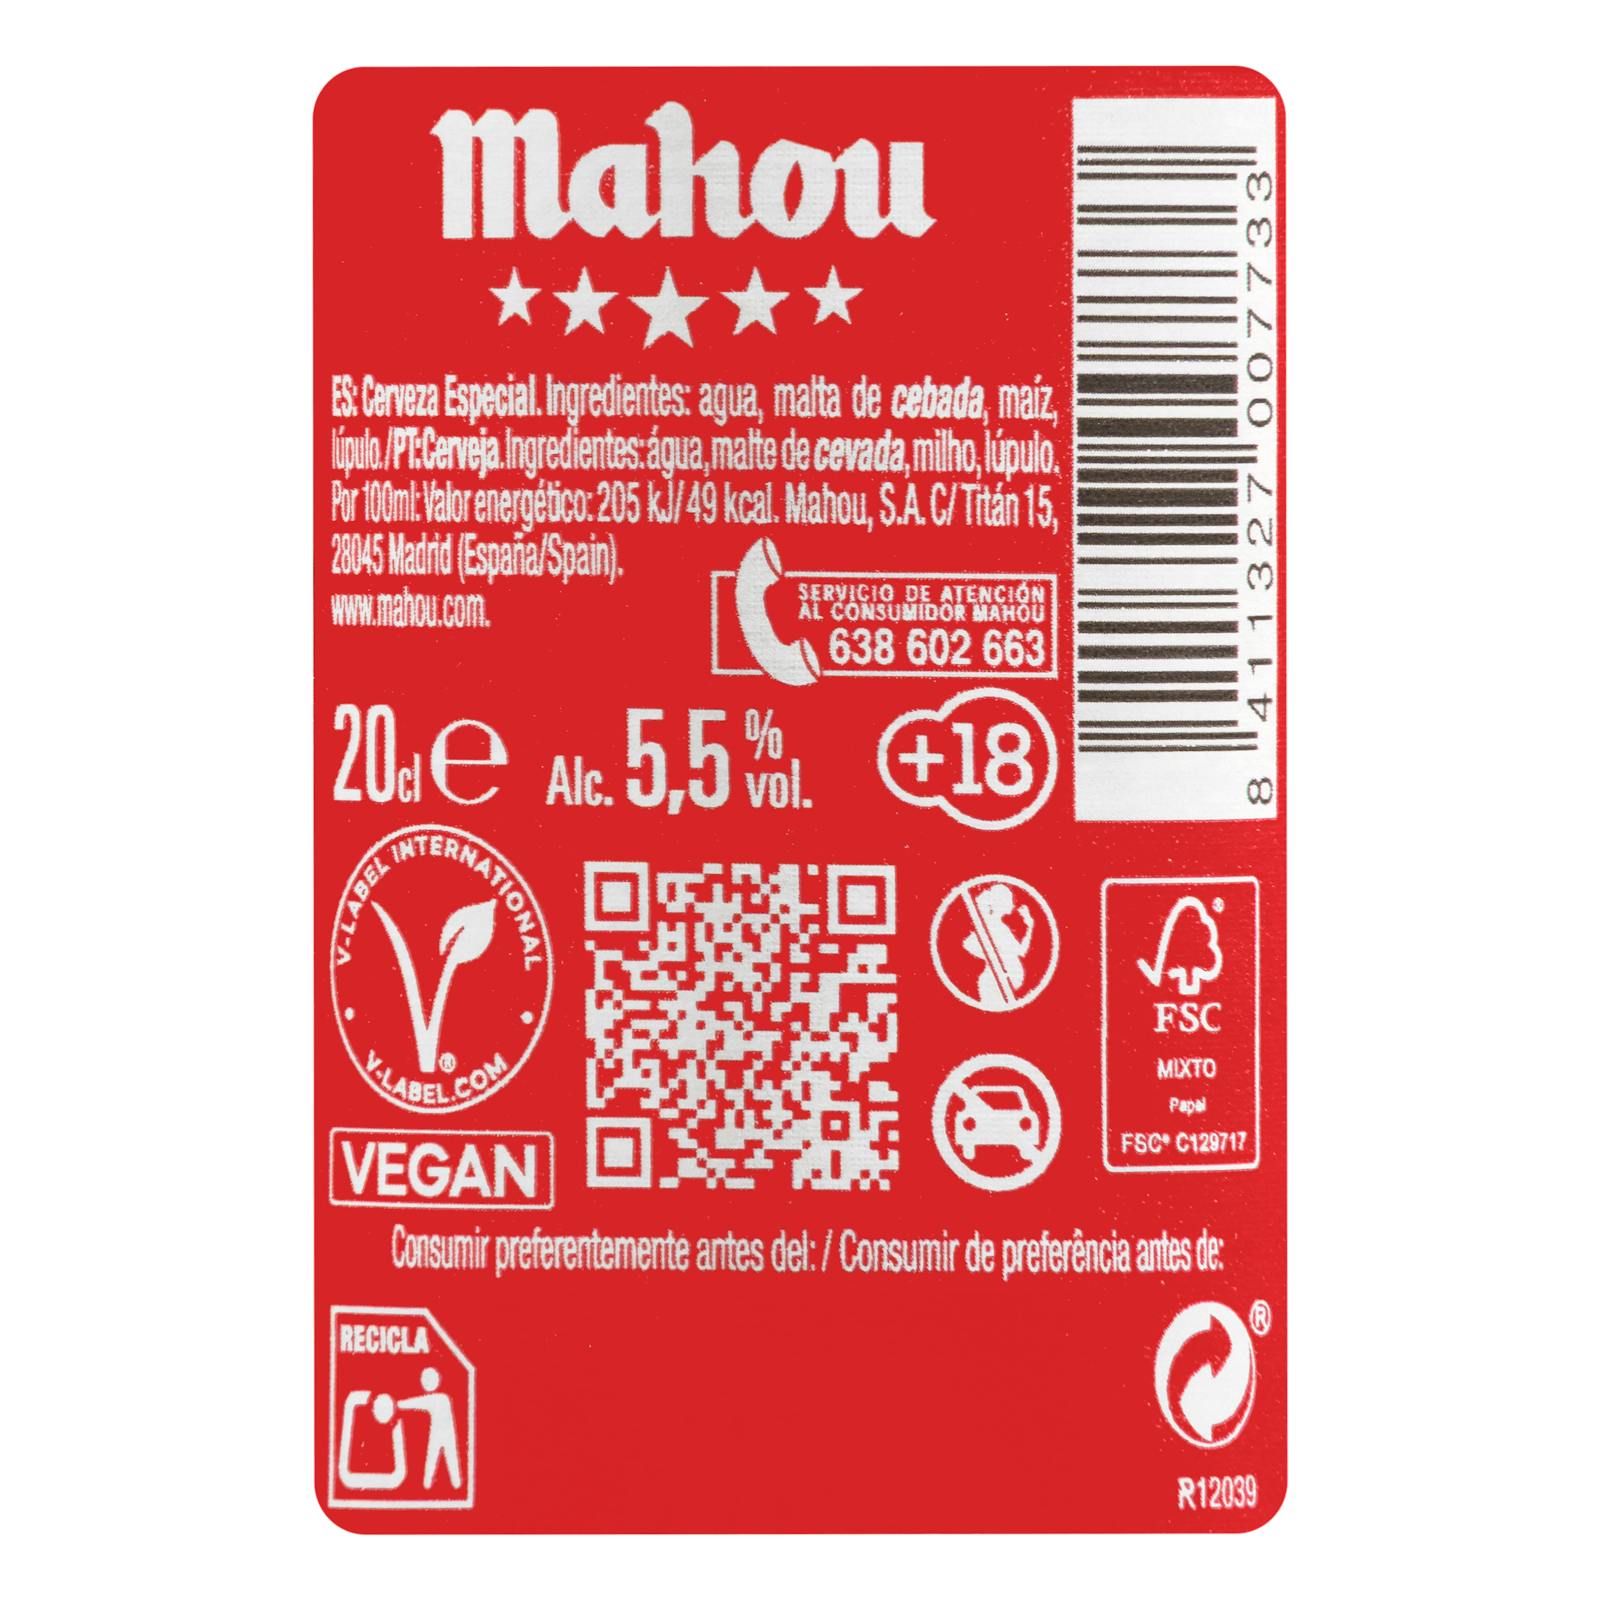 Mahou
ES: Cerveza Especial. Ingredientes: agua, malta de cebada, maíz,
lúpulo./PT:Cerveja.Ingredientes:água,malte de cevada,milho,lúpulo.
Por 100ml: Valor energético: 205 kJ/49 kcal. Mahou, S.A. C/ Titán 15,
28045 Madrid (España/Spain).
www.mahou.com.
SERVICIO DE ATENCIÓN
AL CONSUMIDOR MAHOU
638 602 663
20cl e
Alc. 5,5 % vol.
+18
8 411327 007733
V-LABEL INTERNATIONAL
V-LABEL.COM
®
VEGAN
®
FSC
MIXTO
Papel
FSC® C129717
Consumir preferentemente antes del: / Consumir de preferência antes de:
RECICLA
®
R12039